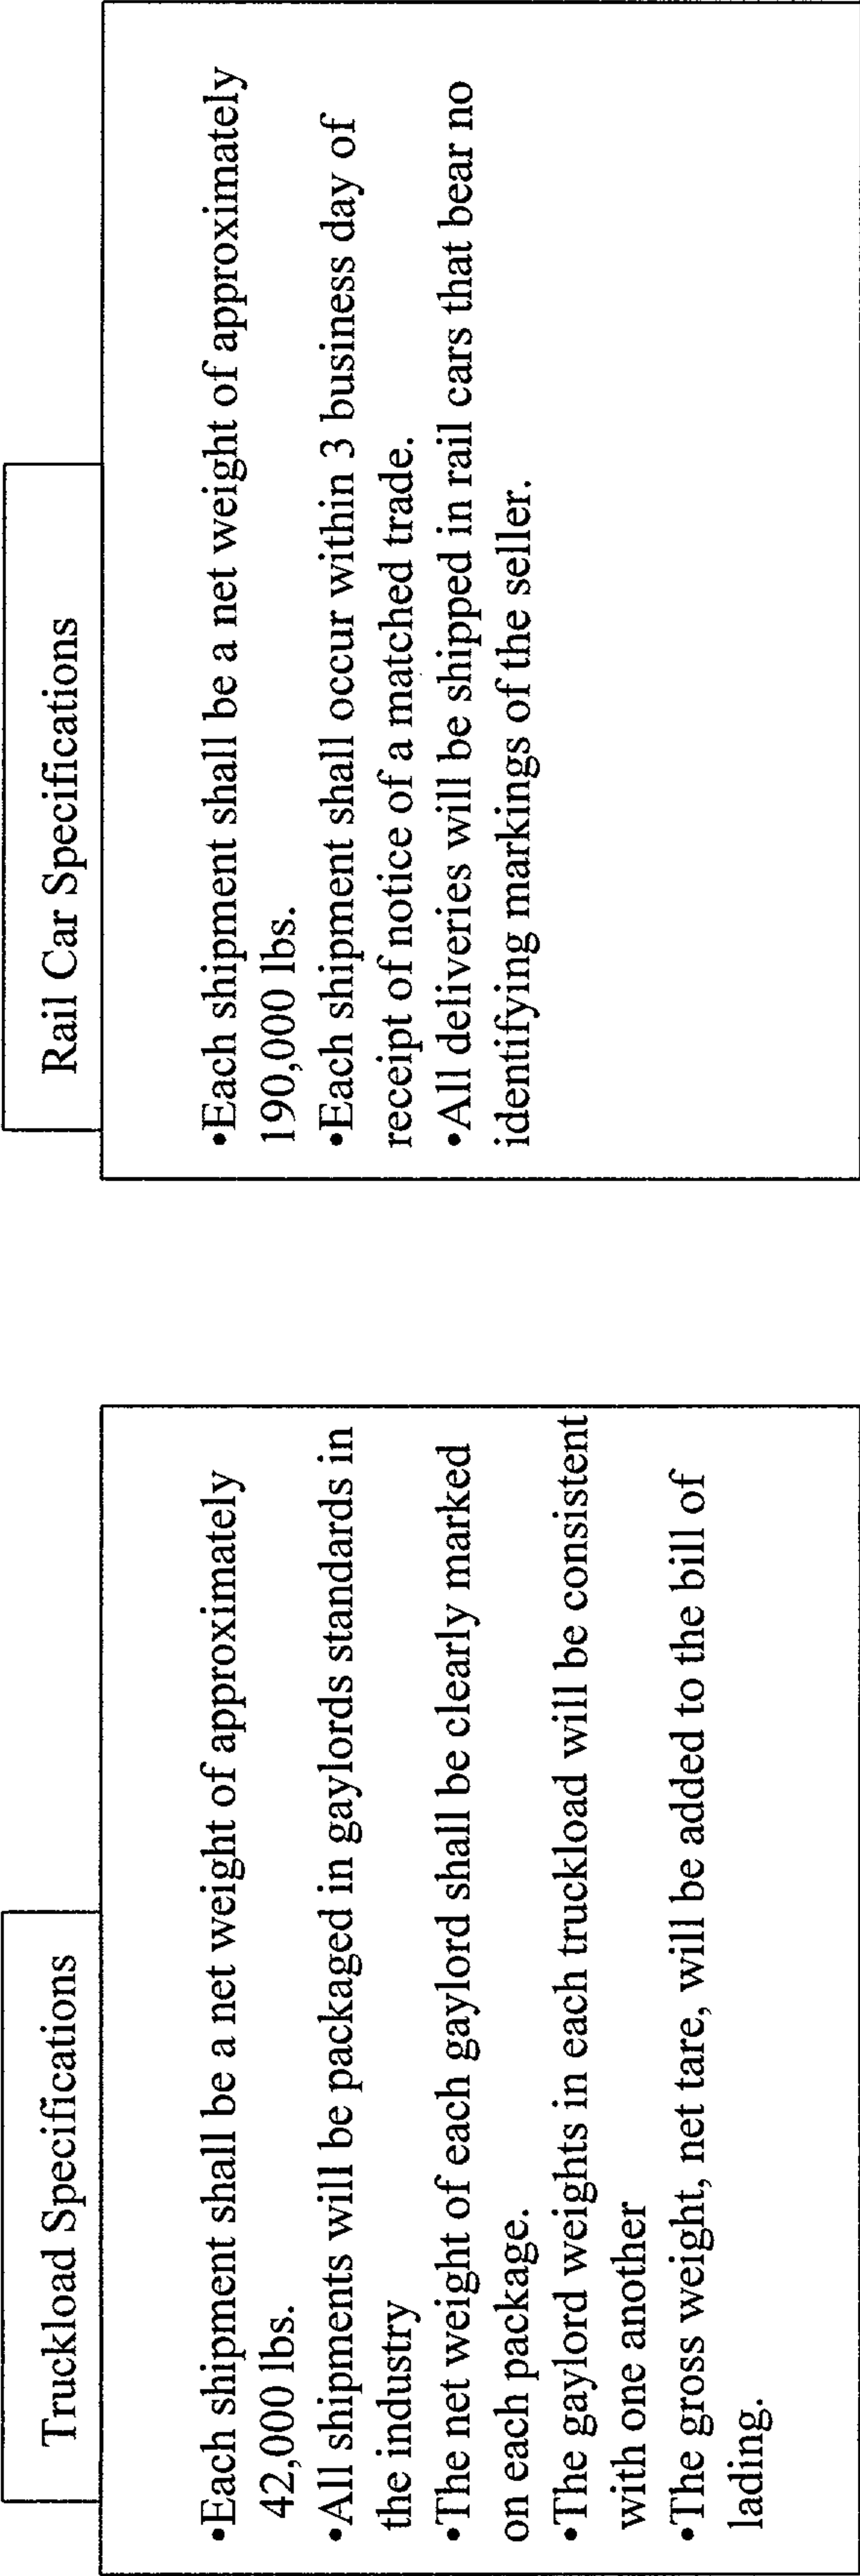 Truckload Specifications
•Each shipment shall be a net weight of approximately
42,000 lbs.
•All shipments will be packaged in gaylords standards in
the industry
•The net weight of each gaylord shall be clearly marked
on each package.
•The gaylord weights in each truckload will be consistent
with one another
•The gross weight, net tare, will be added to the bill of
lading.
Rail Car Specifications
•Each shipment shall be a net weight of approximately
190,000 lbs.
•Each shipment shall occur within 3 business day of
receipt of notice of a matched trade.
•All deliveries will be shipped in rail cars that bear no
identifying markings of the seller.